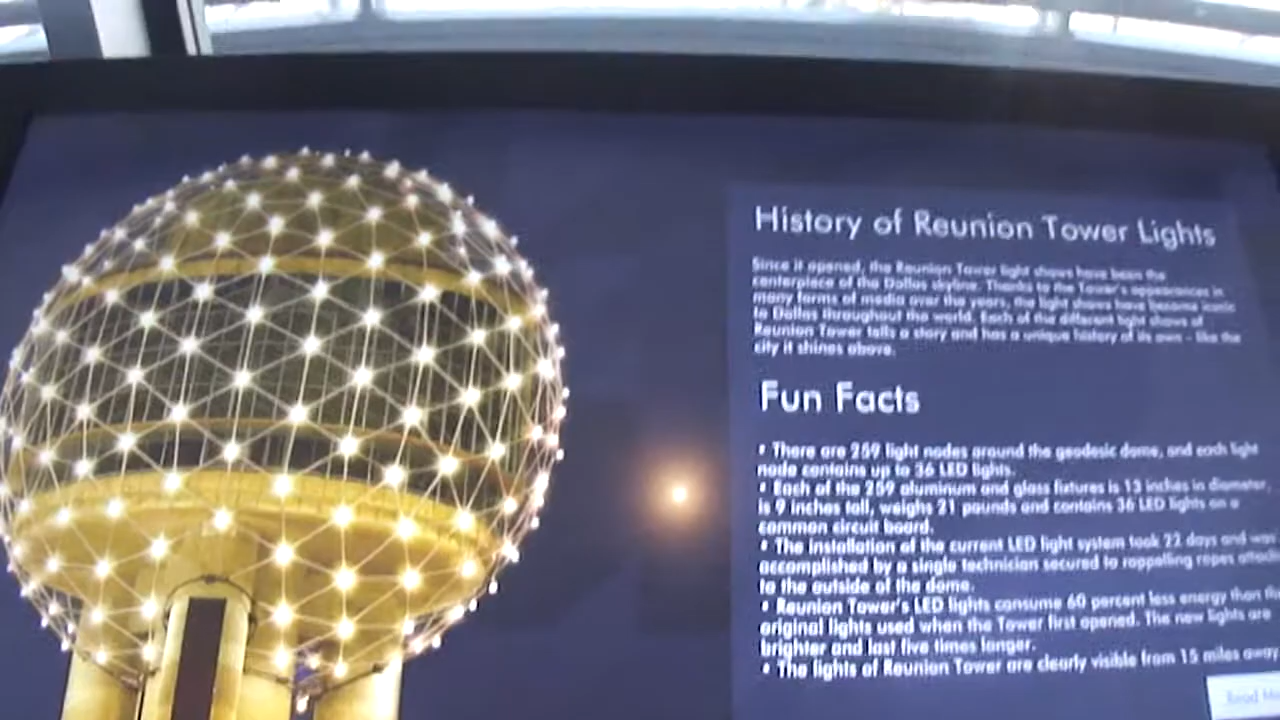 History of Reunion Tower Lights
Since it opened, the Reunion Tower light shows have been the
centerpiece of the Dallas skyline. Thanks to the Tower's appearances in
many forms of media over the years, the light shows have become iconic
to Dallas throughout the world. Each of the different light shows of
Reunion Tower tells a story and has a unique history of its own - like the
city it shines above.
Fun Facts
• There are 259 light nodes around the geodesic dome, and each light
node contains up to 36 LED lights.
• Each of the 259 aluminum and glass fixtures is 13 inches in diameter,
is 9 inches tall, weighs 21 pounds and contains 36 LED lights on a
common circuit board.
• The installation of the current LED light system took 22 days and was
accomplished by a single technician secured to rappelling ropes
to the outside of the dome.
• Reunion Tower's LED lights consume 60 percent less energy than
original lights used when the Tower first opened. The new lights are
brighter and last five times longer.
• The lights of Reunion Tower are clearly visible from 15 miles away
Read